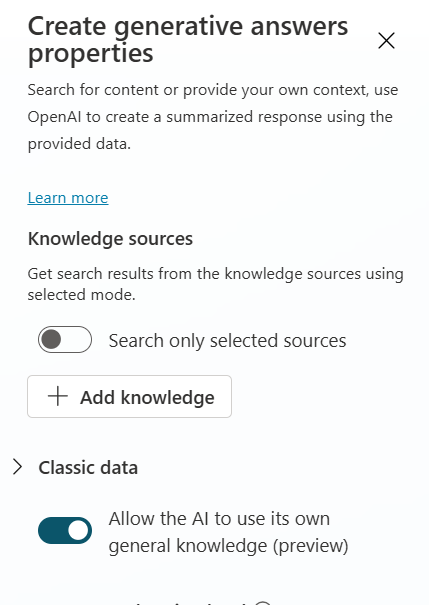 Create generative answers
properties
Search for content or provide your own context, use
OpenAI to create a summarized response using the
provided data.
Learn more
Knowledge sources
Get search results from the knowledge sources using
selected mode.
Search only selected sources
Add knowledge
Classic data
Allow the AI to use its own
general knowledge (preview)